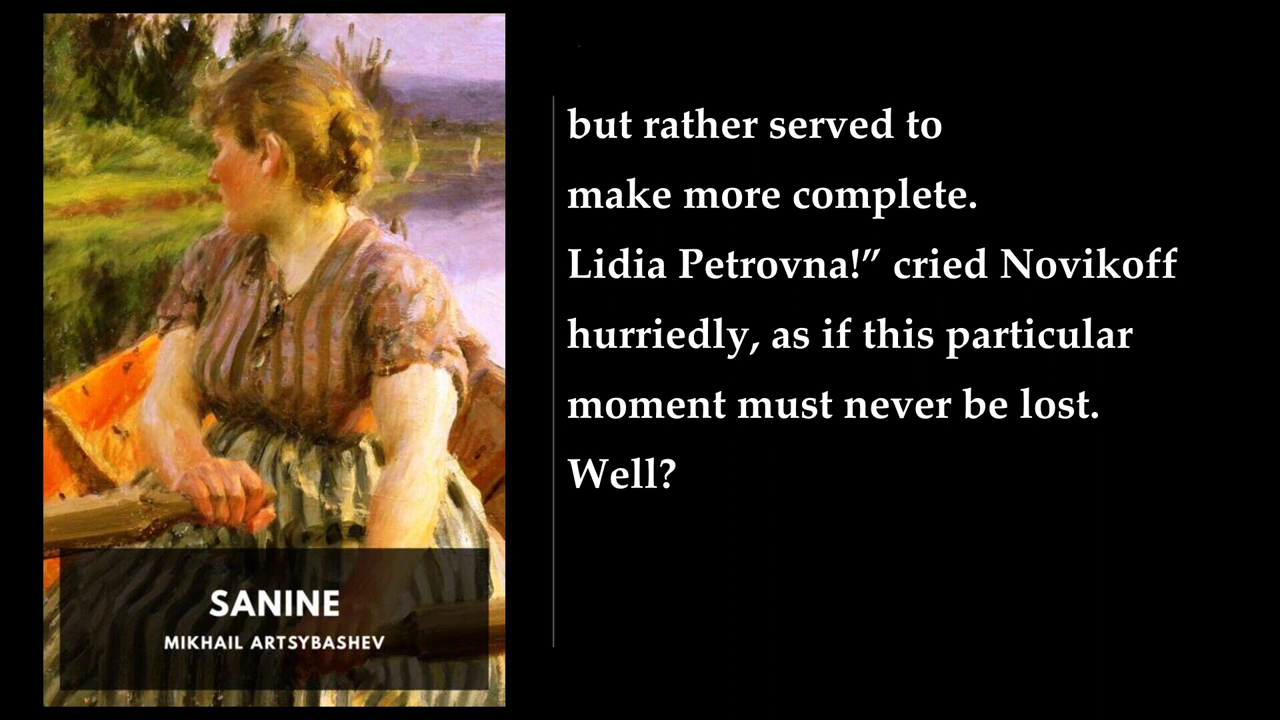 but rather served to
make more complete.
Lidia Petrovna!” cried Novikoff
hurriedly, as if this particular
moment must never be lost.
Well?
SANINE
MIKHAIL ARTSYBASHEV